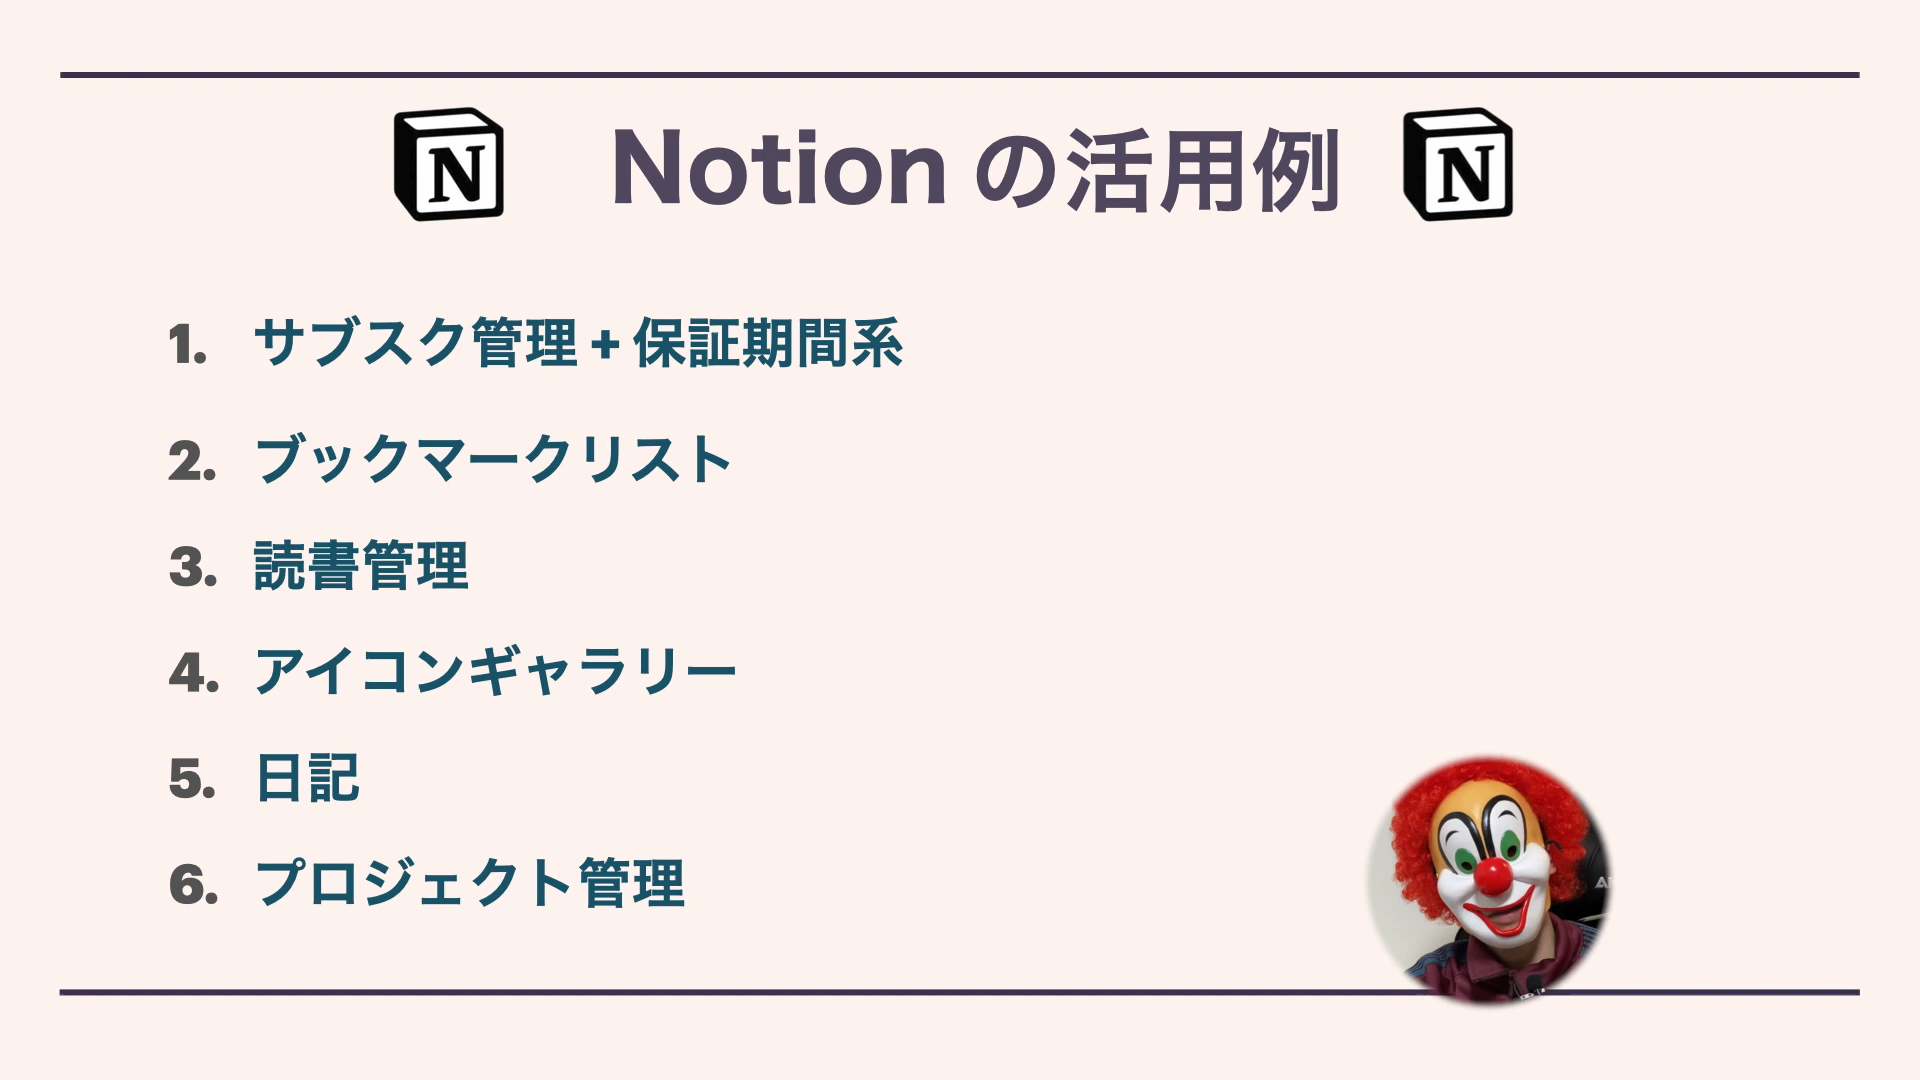 N Notion の活用例 N
1. サブスク管理 + 保証期間系
2. ブックマークリスト
3. 読書管理
4. アイコンギャラリー
5. 日記
6. プロジェクト管理